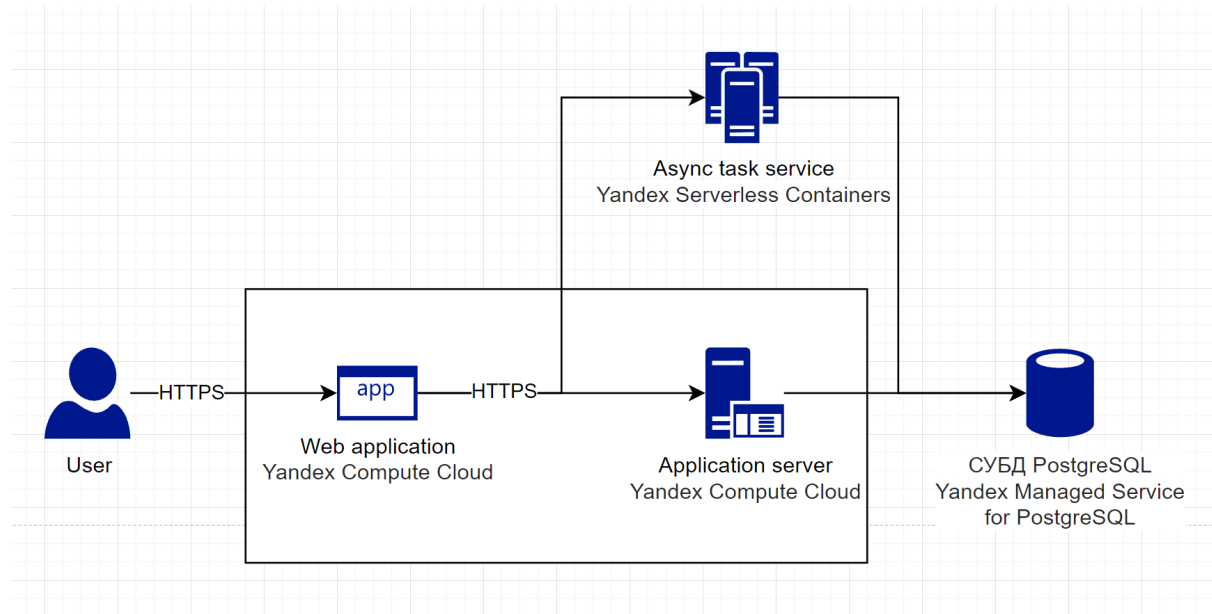 Async task service
Yandex Serverless Containers
HTTPS
app
HTTPS
User
Web application
Yandex Compute Cloud
Application server
Yandex Compute Cloud
СУБД PostgreSQL
Yandex Managed Service
for PostgreSQL